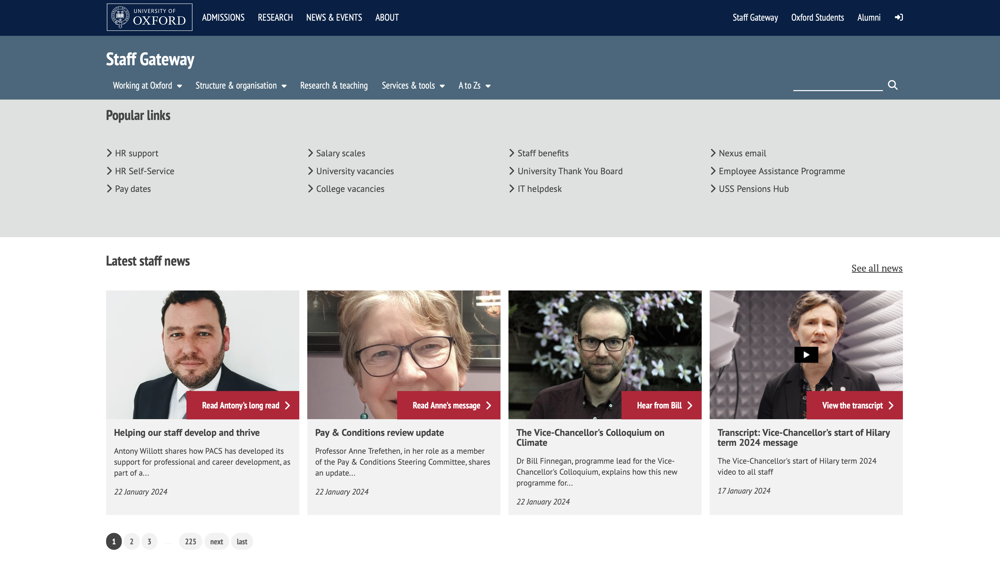 UNIVERSITY OF
OXFORD
ADMISSIONS RESEARCH NEWS & EVENTS ABOUT
Staff Gateway Oxford Students Alumni
Staff Gateway
Working at Oxford Structure & organisation Research & teaching Services & tools A to Zs
Popular links
HR support
HR Self-Service
Pay dates
Salary scales
University vacancies
College vacancies
Staff benefits
University Thank You Board
IT helpdesk
Nexus email
Employee Assistance Programme
USS Pensions Hub
Latest staff news
See all news
Read Antony's long read
Helping our staff develop and thrive
Antony Willott shares how PACS has developed its
support for professional and career development, as
part of a...
22 January 2024
Read Anne's message
Pay & Conditions review update
Professor Anne Trefethen, in her role as a member
of the Pay & Conditions Steering Committee, shares
an update...
22 January 2024
Hear from Bill
The Vice-Chancellor's Colloquium on
Climate
Dr Bill Finnegan, programme lead for the Vice-
Chancellor's Colloquium, explains how this new
programme for...
22 January 2024
View the transcript
Transcript: Vice-Chancellor's start of Hilary
term 2024 message
The Vice-Chancellor's start of Hilary term 2024
video to all staff
17 January 2024
1 2 3 ... 225 next last